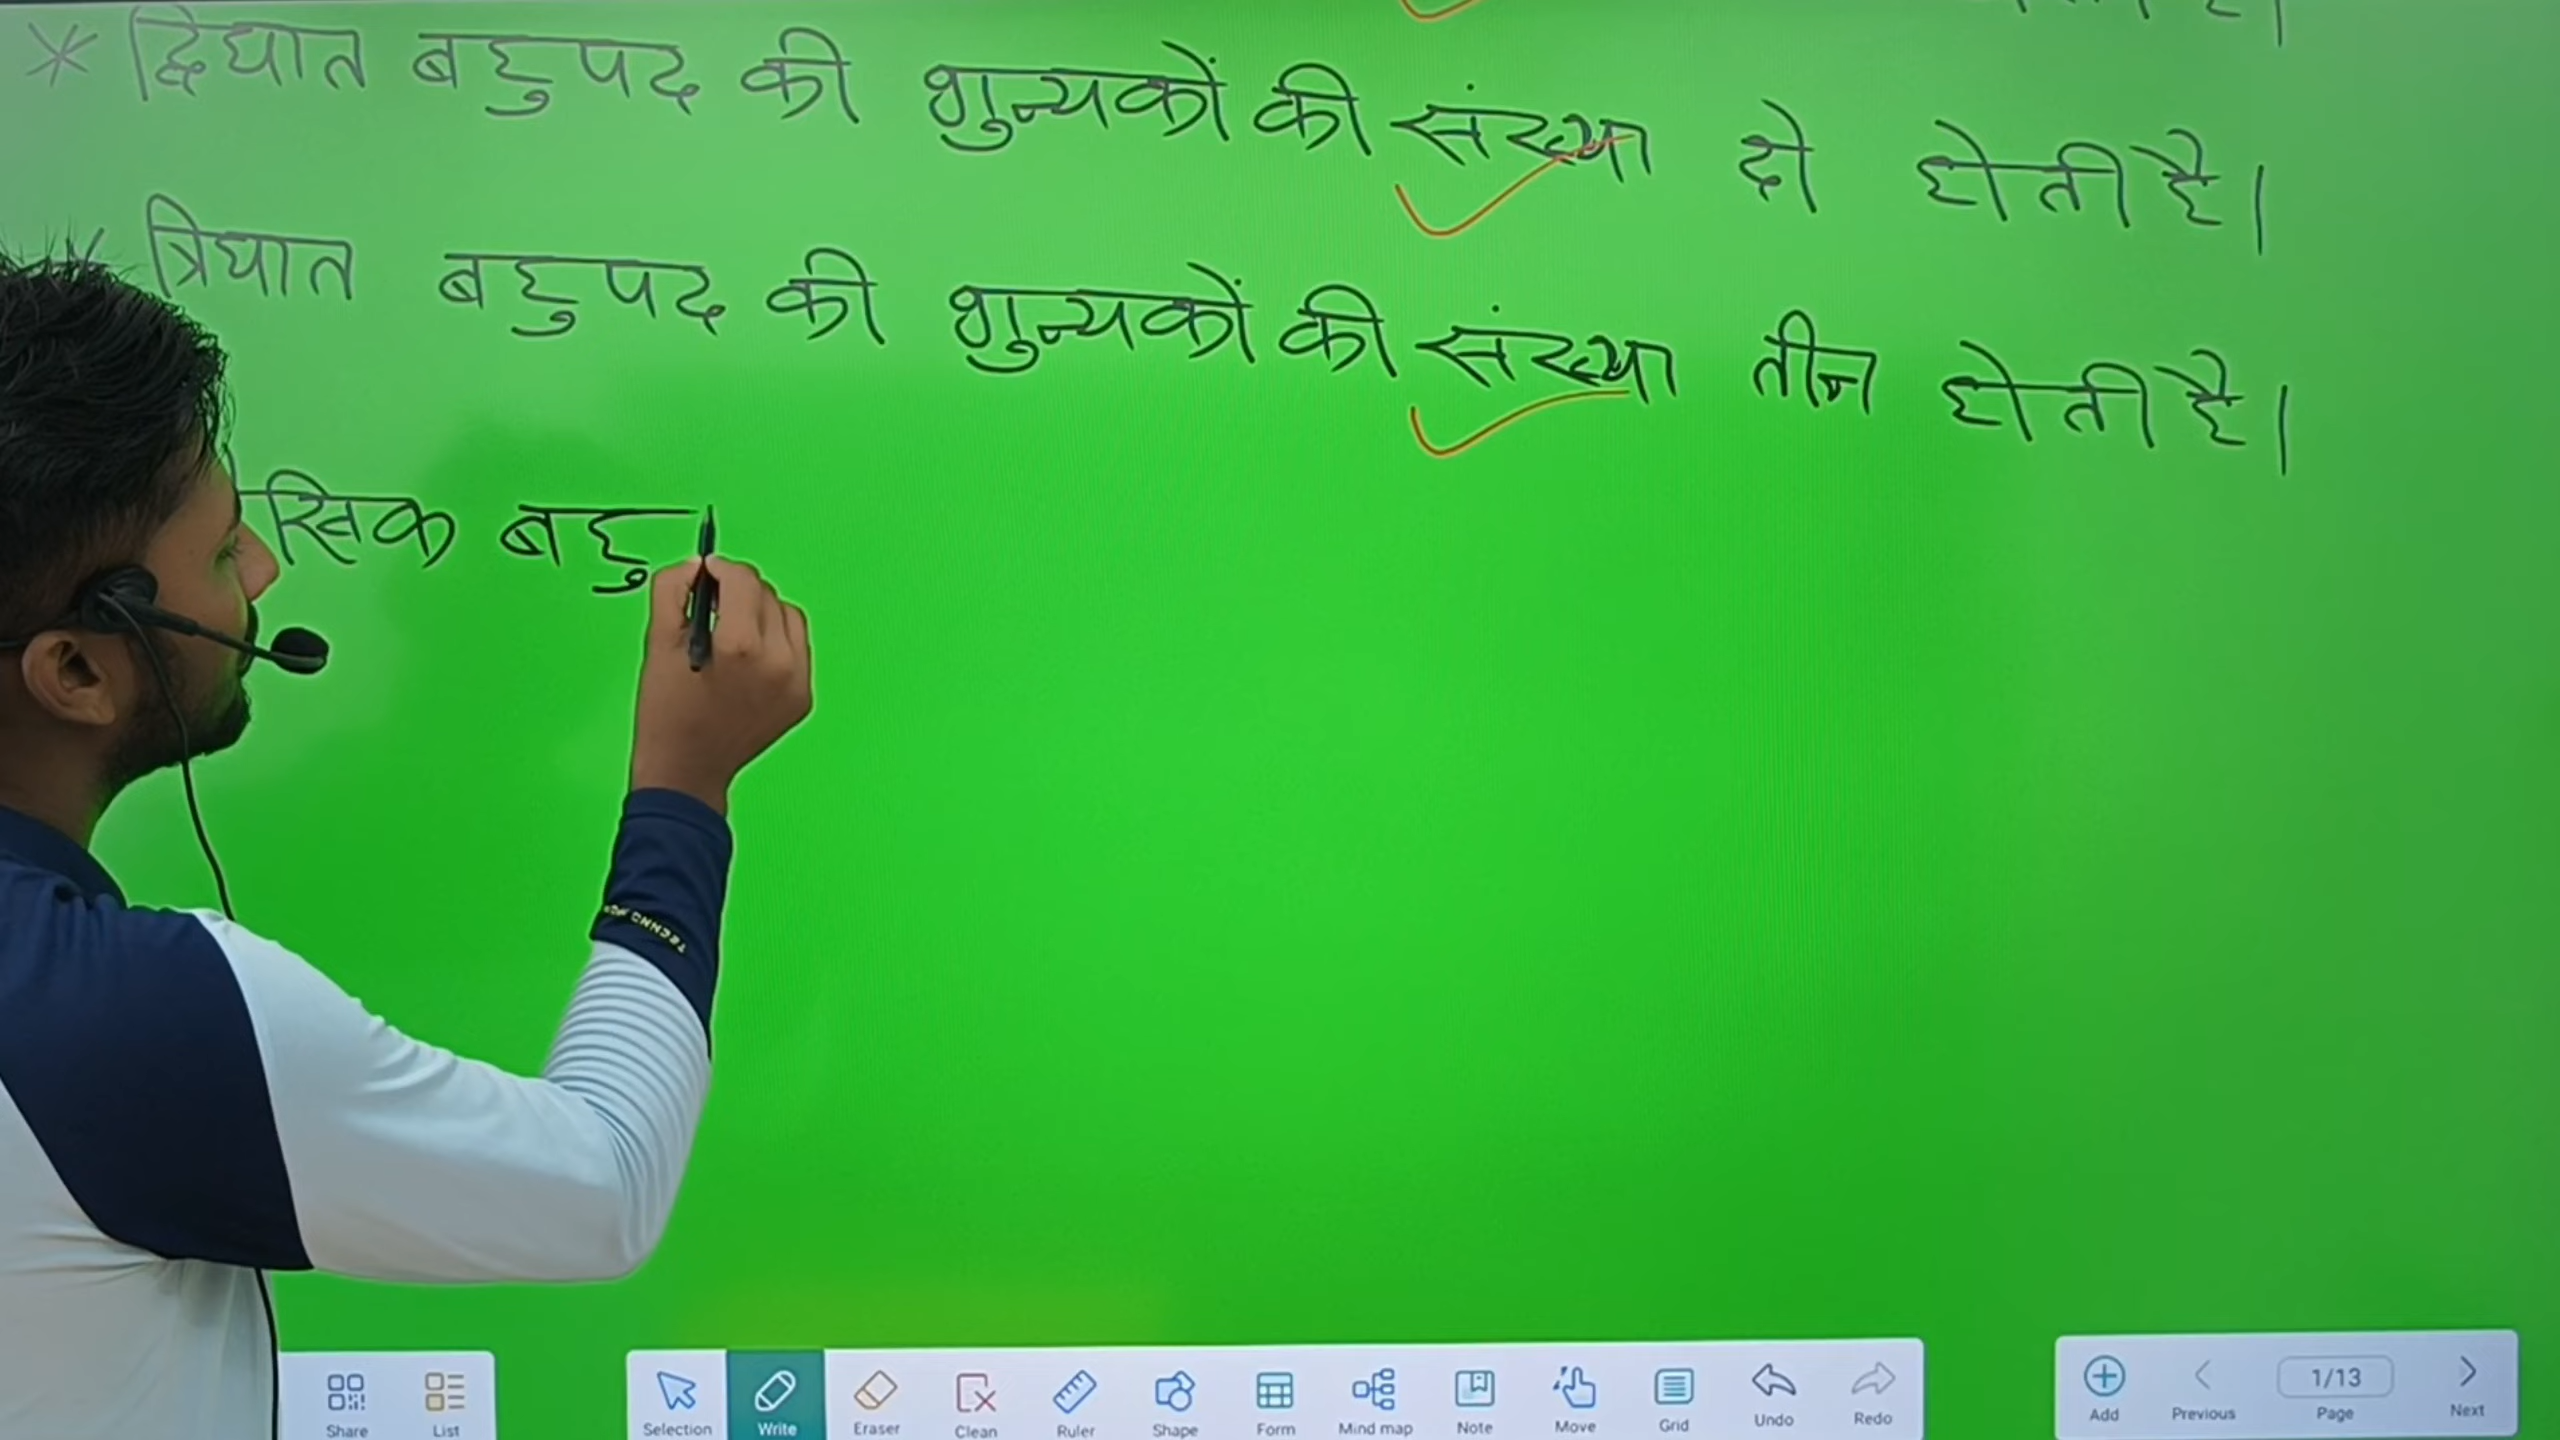 * द्विघात बहुपद की शुन्यकों की संख्या दो होती है।
त्रिघात बहुपद की शुन्यकों की संख्या तीन होती है।
बहु
TECHNO
Share List Selection Write Eraser Clean Ruler Shape Form Mind map Note Move Grid Undo Redo Add Previous 1/13 Page Next